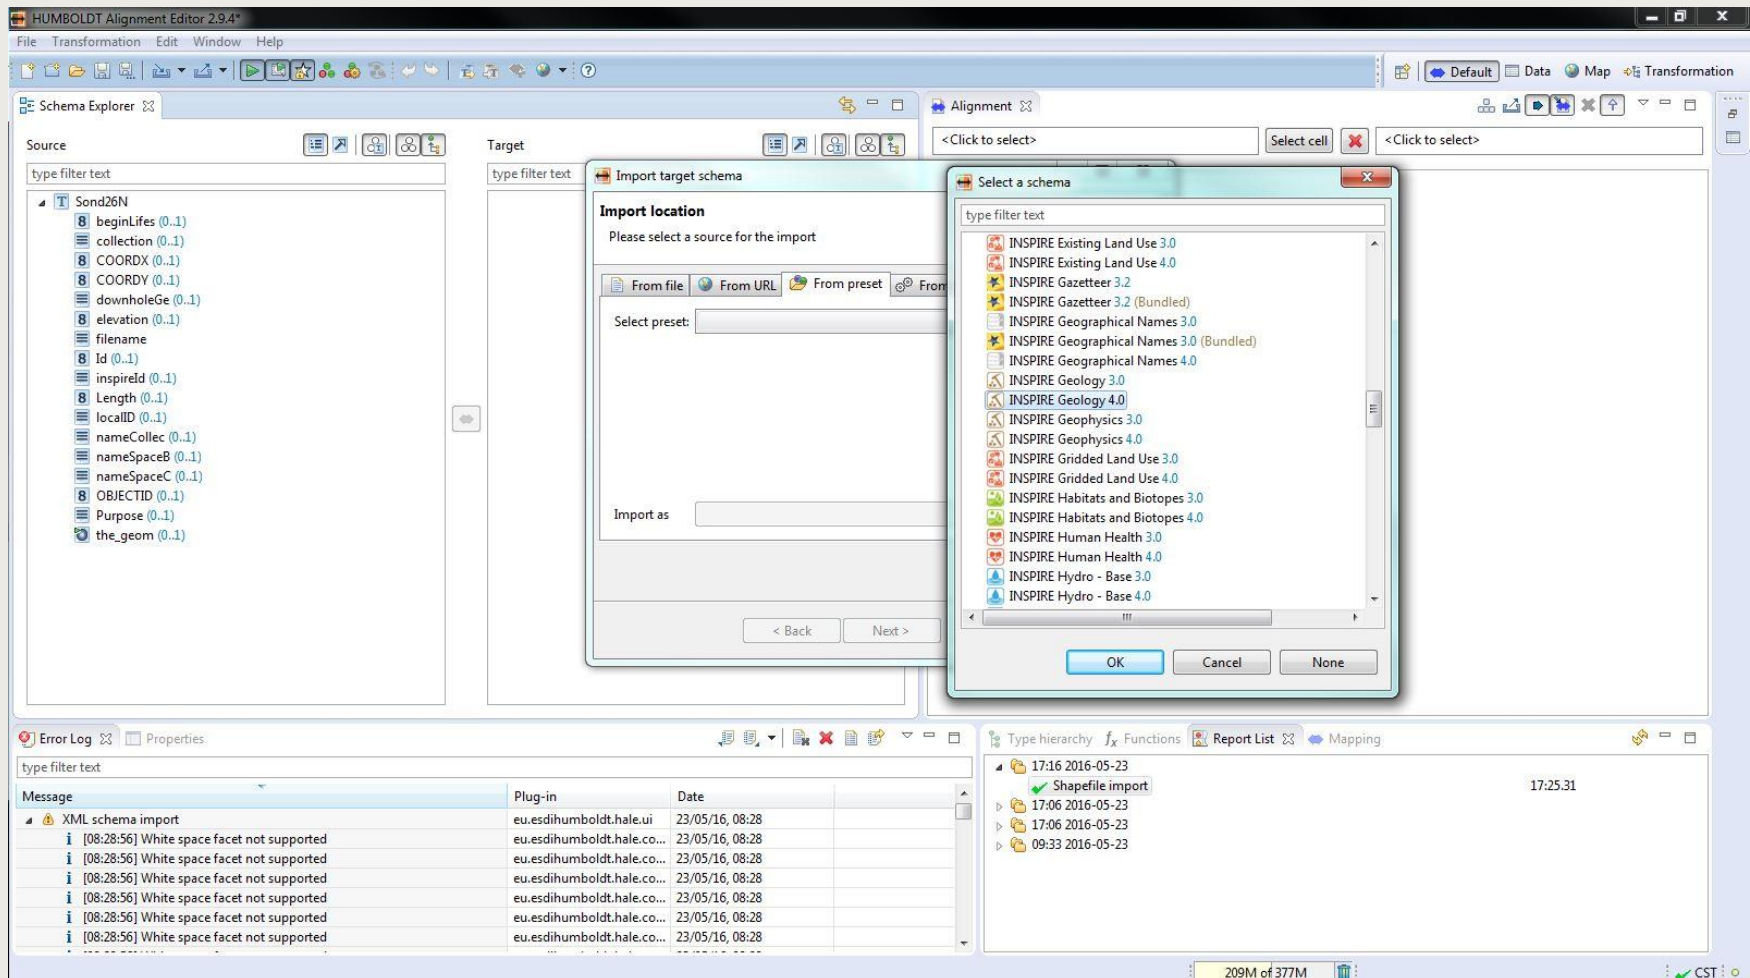 HUMBOLDT Alignment Editor 2.9.4*
File Transformation Edit Window Help
Default Data Map Transformation
Schema Explorer
Source
Target
type filter text
type filter text
Sond26N
beginLifes (0..1)
collection (0..1)
COORDX (0..1)
COORDY (0..1)
downholeGe (0..1)
elevation (0..1)
filename
Id (0..1)
inspireId (0..1)
Length (0..1)
localID (0..1)
nameCollec (0..1)
nameSpaceB (0..1)
nameSpaceC (0..1)
OBJECTID (0..1)
Purpose (0..1)
the_geom (0..1)
Alignment
<Click to select> Select cell <Click to select>
Import target schema
Import location
Please select a source for the import
From file From URL From preset From
Select preset:
Import as
< Back Next >
Select a schema
type filter text
INSPIRE Existing Land Use 3.0
INSPIRE Existing Land Use 4.0
INSPIRE Gazetteer 3.2
INSPIRE Gazetteer 3.2 (Bundled)
INSPIRE Geographical Names 3.0
INSPIRE Geographical Names 3.0 (Bundled)
INSPIRE Geographical Names 4.0
INSPIRE Geology 3.0
INSPIRE Geology 4.0
INSPIRE Geophysics 3.0
INSPIRE Geophysics 4.0
INSPIRE Gridded Land Use 3.0
INSPIRE Gridded Land Use 4.0
INSPIRE Habitats and Biotopes 3.0
INSPIRE Habitats and Biotopes 4.0
INSPIRE Human Health 3.0
INSPIRE Human Health 4.0
INSPIRE Hydro - Base 3.0
INSPIRE Hydro - Base 4.0
OK Cancel None
Error Log Properties
type filter text
Message Plug-in Date
XML schema import eu.esdihumboldt.hale.ui 23/05/16, 08:28
[08:28:56] White space facet not supported eu.esdihumboldt.hale.co... 23/05/16, 08:28
[08:28:56] White space facet not supported eu.esdihumboldt.hale.co... 23/05/16, 08:28
[08:28:56] White space facet not supported eu.esdihumboldt.hale.co... 23/05/16, 08:28
[08:28:56] White space facet not supported eu.esdihumboldt.hale.co... 23/05/16, 08:28
[08:28:56] White space facet not supported eu.esdihumboldt.hale.co... 23/05/16, 08:28
[08:28:56] White space facet not supported eu.esdihumboldt.hale.co... 23/05/16, 08:28
Type hierarchy Functions Report List Mapping
17:16 2016-05-23
Shapefile import 17:25.31
17:06 2016-05-23
17:06 2016-05-23
09:33 2016-05-23
209M of 377M
CST